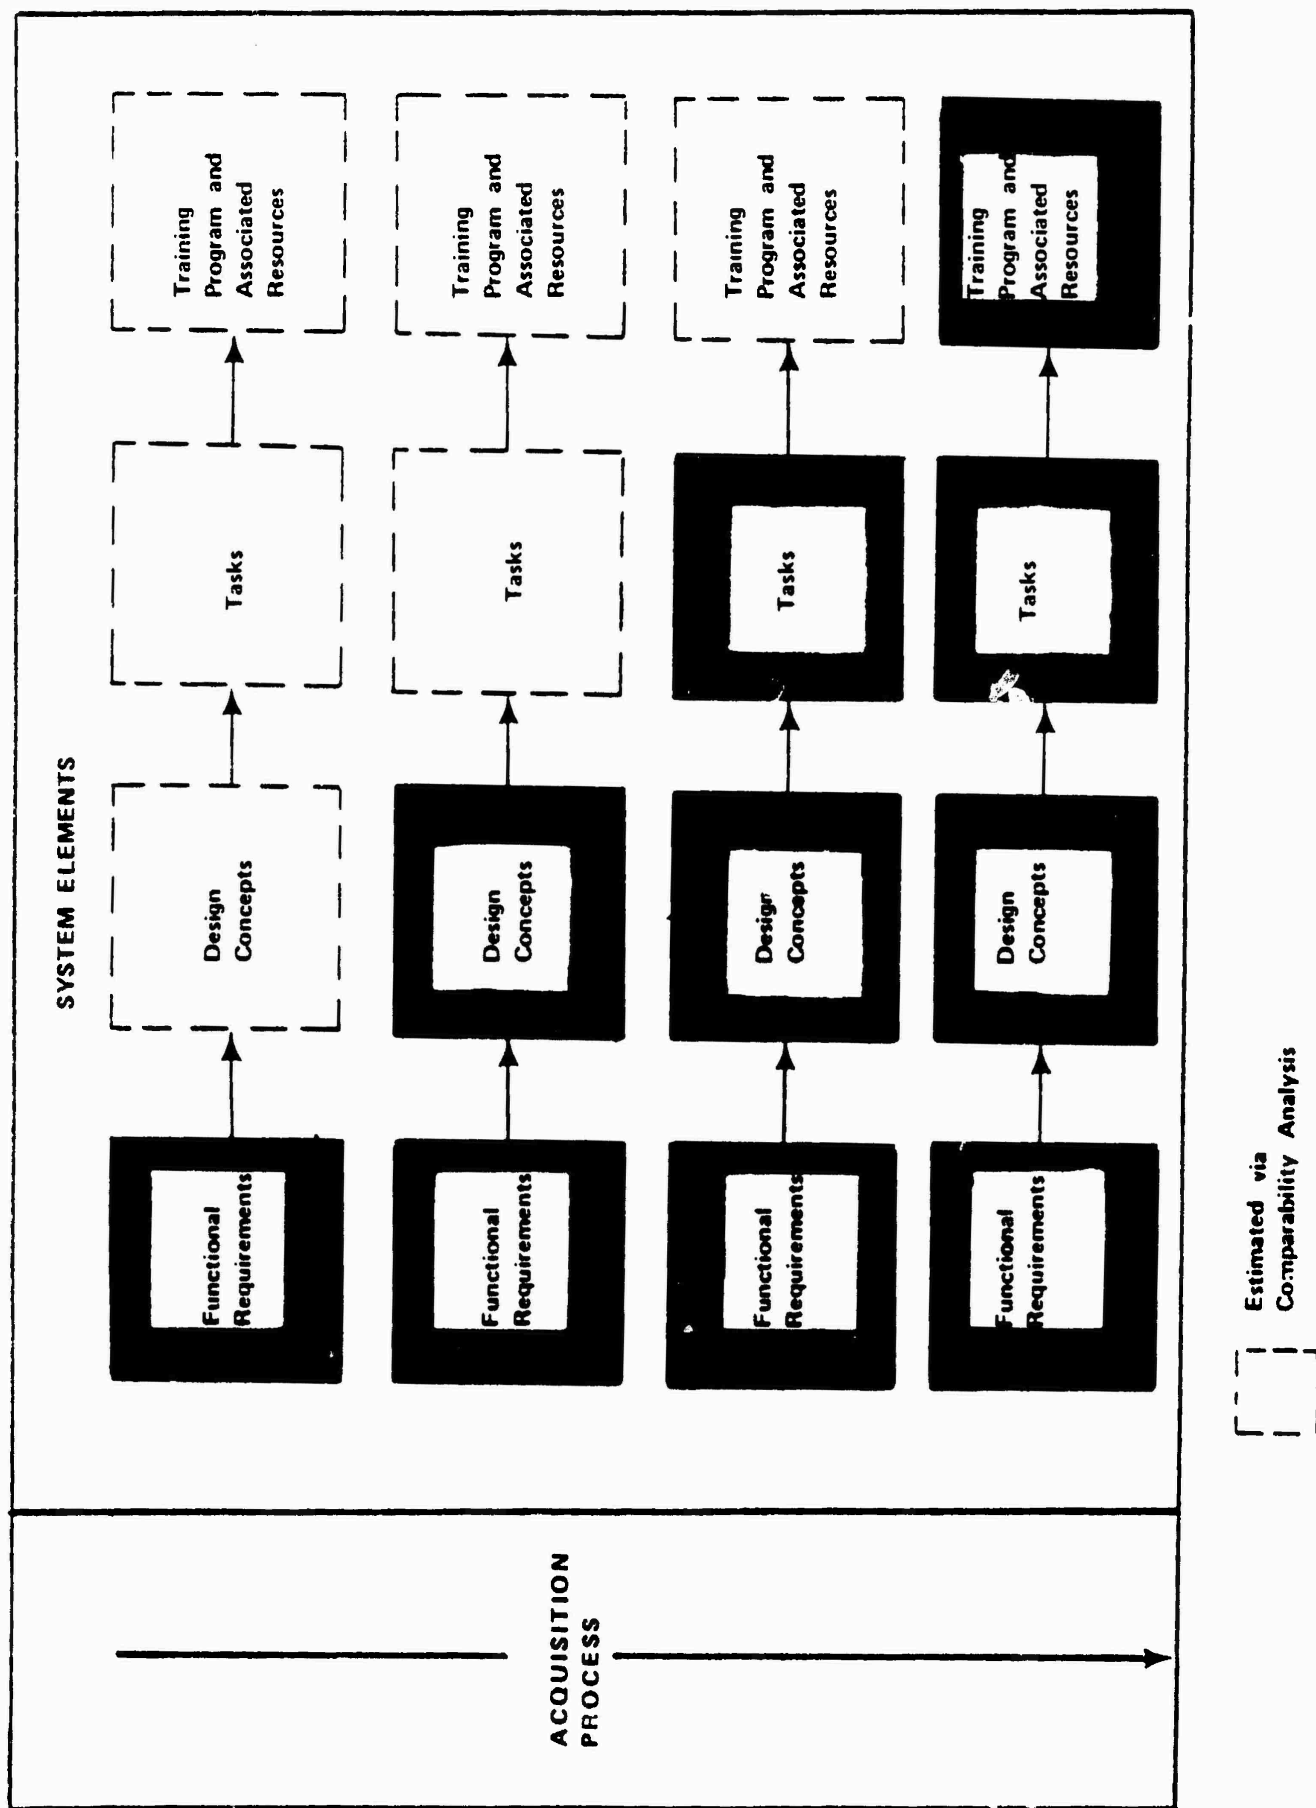 SYSTEM ELEMENTS
ACQUISITION
PROCESS
Functional
Requirements
Design
Concepts
Tasks
Training
Program and
Associated
Resources
Functional
Requirements
Design
Concepts
Tasks
Training
Program and
Associated
Resources
Functional
Requirements
Design
Concepts
Tasks
Training
Program and
Associated
Resources
Functional
Requirements
Design
Concepts
Tasks
Training
Program and
Associated
Resources
Estimated via
Comparability Analysis